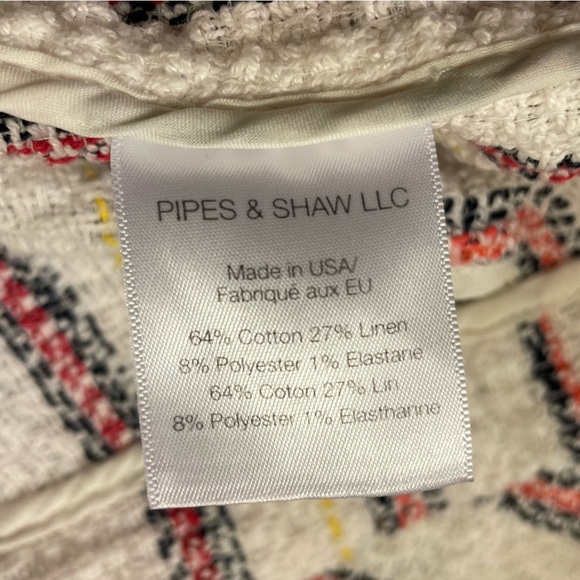 PIPES & SHAW LLC
Made in USA/
Fabriqué aux EU
64% Cotton 27% Linen
8% Polyester 1% Elastane
64% Coton 27% Lin
8% Polyester 1% Elasthanne